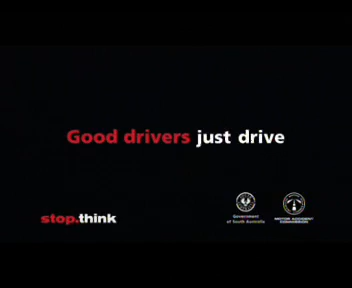 Good drivers just drive
stop.think
Government
of South Australia
MOTOR ACCIDENT
COMMISSION